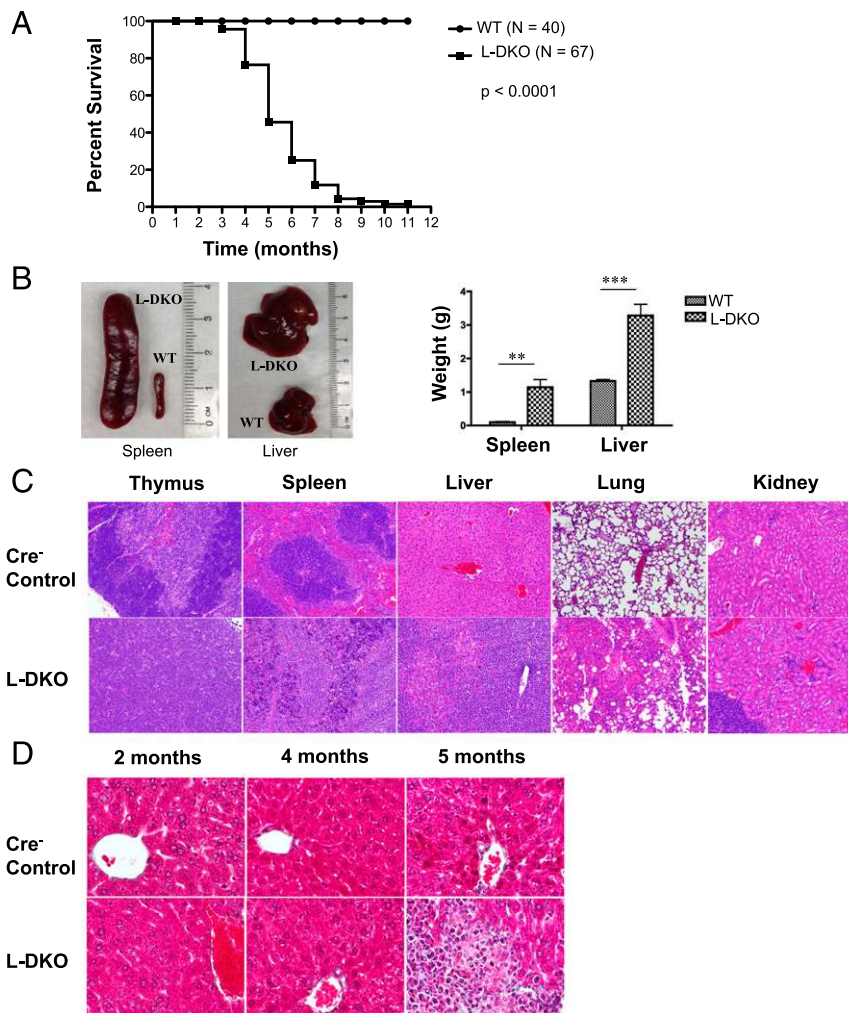 A
WT (N = 40)
L-DKO (N = 67)
p < 0.0001
Percent Survival
100
80
60
40
20
0
0 1 2 3 4 5 6 7 8 9 10 11 12
Time (months)
B
L-DKO
WT
Spleen
L-DKO
WT
Liver
Weight (g)
4
3
2
1
0
**
***
WT
L-DKO
Spleen Liver
C
Thymus Spleen Liver Lung Kidney
Cre⁻
Control
L-DKO
D
2 months 4 months 5 months
Cre⁻
Control
L-DKO